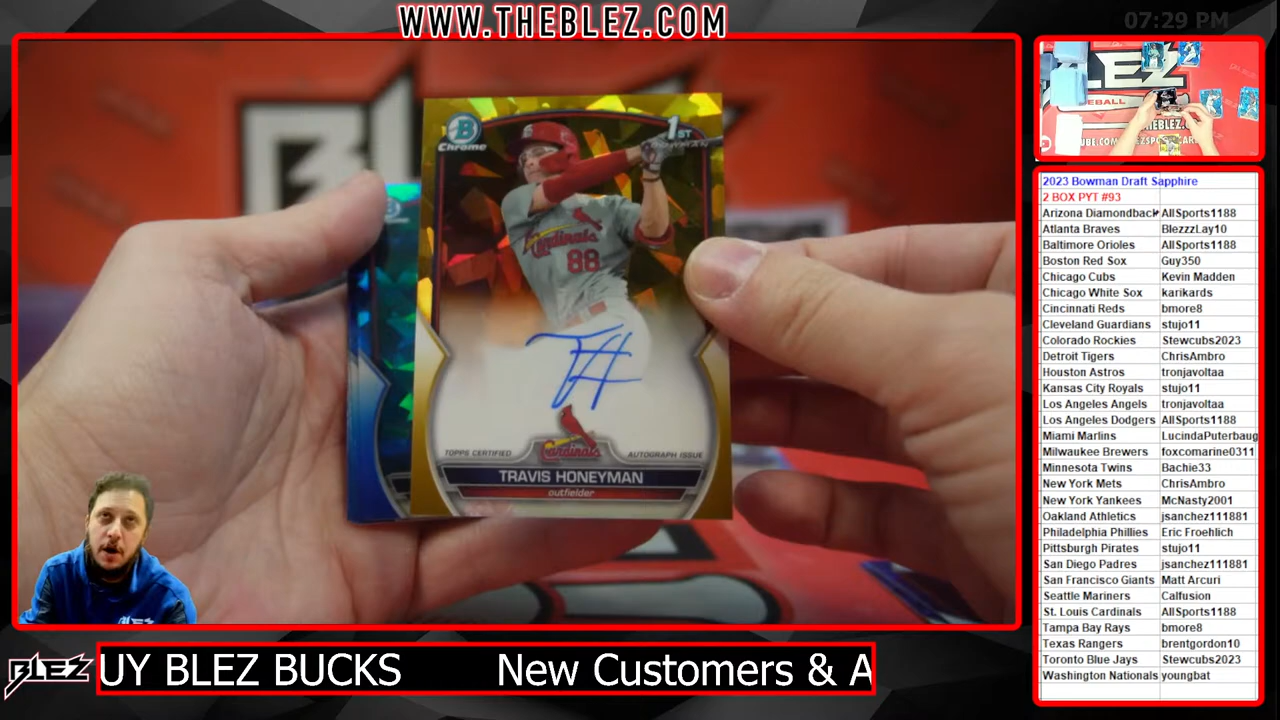 WWW.THEBLEZ.COM
07:29 PM
B
Chrome
1ST
BOWMAN
Cardinals
88
TH
TOPPS CERTIFIED
AUTOGRAPH ISSUE
Cardinals
TRAVIS HONEYMAN
outfielder
BLEZ
UY BLEZ BUCKS New Customers & A
2023 Bowman Draft Sapphire
2 BOX PYT #93
Arizona Diamondback AllSports1188
Atlanta Braves BlezzzLay10
Baltimore Orioles AllSports1188
Boston Red Sox Guy350
Chicago Cubs Kevin Madden
Chicago White Sox karikards
Cincinnati Reds bmore8
Cleveland Guardians stujo11
Colorado Rockies Stewcubs2023
Detroit Tigers ChrisAmbro
Houston Astros tronjavoltaa
Kansas City Royals stujo11
Los Angeles Angels tronjavoltaa
Los Angeles Dodgers AllSports1188
Miami Marlins LucindaPuterbaug
Milwaukee Brewers foxcomarine0311
Minnesota Twins Bachie33
New York Mets ChrisAmbro
New York Yankees McNasty2001
Oakland Athletics jsanchez111881
Philadelphia Phillies Eric Froehlich
Pittsburgh Pirates stujo11
San Diego Padres jsanchez111881
San Francisco Giants Matt Arcuri
Seattle Mariners Calfusion
St. Louis Cardinals AllSports1188
Tampa Bay Rays bmore8
Texas Rangers brentgordon10
Toronto Blue Jays Stewcubs2023
Washington Nationals youngbat